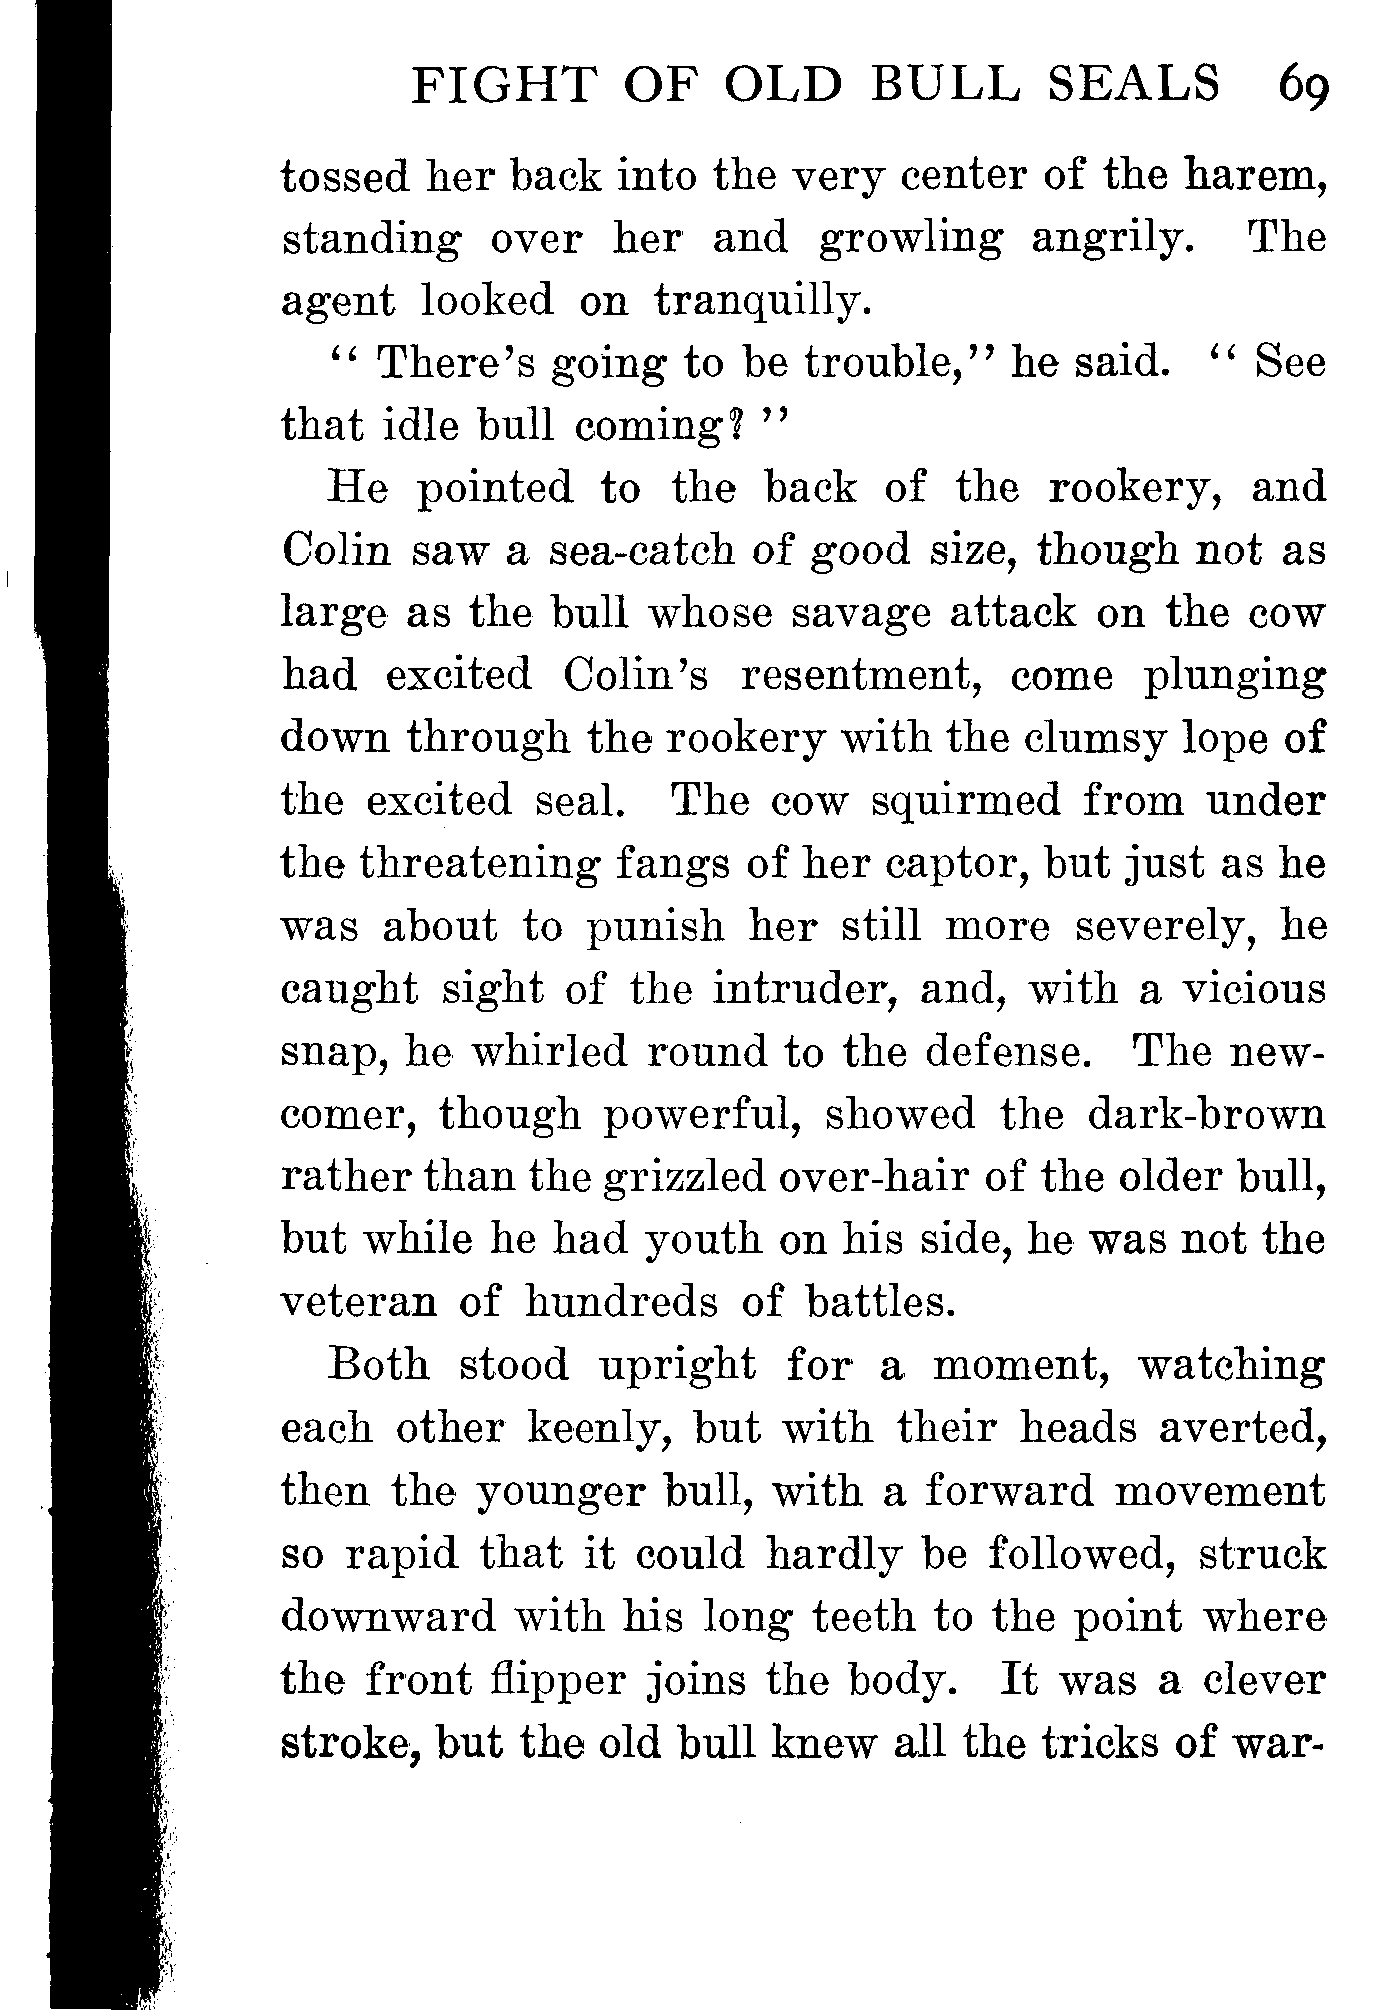 FIGHT OF OLD BULL SEALS 69
tossed her back into the very center of the harem,
standing over her and growling angrily. The
agent looked on tranquilly.
“ There’s going to be trouble,” he said. “ See
that idle bull coming? ”
He pointed to the back of the rookery, and
Colin saw a sea-catch of good size, though not as
large as the bull whose savage attack on the cow
had excited Colin’s resentment, come plunging
down through the rookery with the clumsy lope of
the excited seal. The cow squirmed from under
the threatening fangs of her captor, but just as he
was about to punish her still more severely, he
caught sight of the intruder, and, with a vicious
snap, he whirled round to the defense. The new-
comer, though powerful, showed the dark-brown
rather than the grizzled over-hair of the older bull,
but while he had youth on his side, he was not the
veteran of hundreds of battles.
Both stood upright for a moment, watching
each other keenly, but with their heads averted,
then the younger bull, with a forward movement
so rapid that it could hardly be followed, struck
downward with his long teeth to the point where
the front flipper joins the body. It was a clever
stroke, but the old bull knew all the tricks of war-